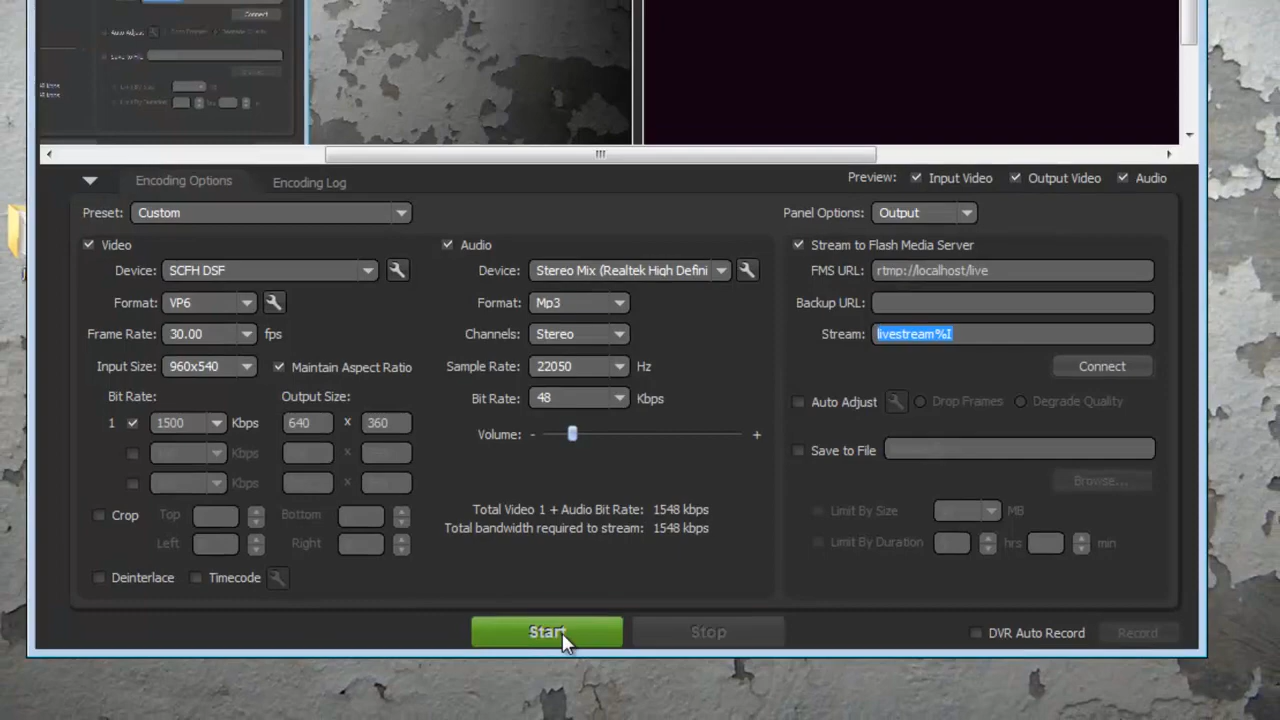 Connect
Auto Adjust
Encoding Options
Encoding Log
Preview: Input Video Output Video Audio
Preset: Custom
Panel Options: Output
Video
Audio
Stream to Flash Media Server
Device: SCFH DSF
Device: Stereo Mix (Realtek High Defini
FMS URL: rtmp://localhost/live
Format: VP6
Format: Mp3
Backup URL:
Frame Rate: 30.00 fps
Channels: Stereo
Stream: livestream%I
Input Size: 960x540 Maintain Aspect Ratio
Sample Rate: 22050 Hz
Connect
Bit Rate: Output Size:
Bit Rate: 48 Kbps
Auto Adjust Drop Frames Degrade Quality
1 1500 Kbps 640 x 360
Volume: - +
Kbps x
Save to File
Kbps x
Browse...
Crop Top Bottom
Total Video 1 + Audio Bit Rate: 1548 kbps
Limit By Size MB
Left Right
Total bandwidth required to stream: 1548 kbps
Limit By Duration hrs min
Deinterlace Timecode
Start Stop
DVR Auto Record Record